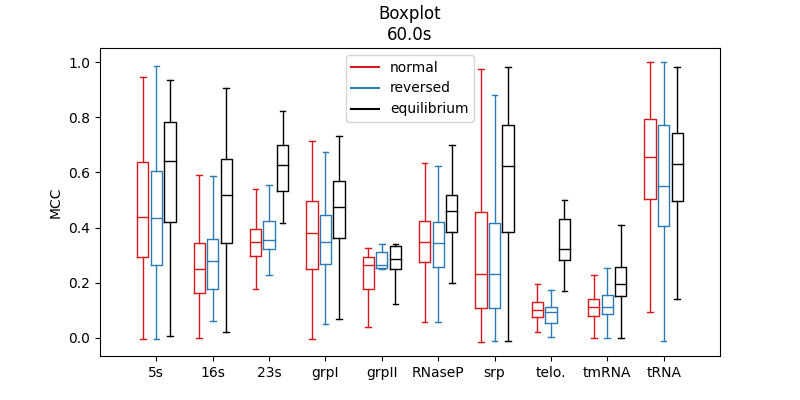 Boxplot
60.0s
normal
reversed
equilibrium
MCC
1.0
0.8
0.6
0.4
0.2
0.0
5s 16s 23s grpI grpII RNaseP srp telo. tmRNA tRNA